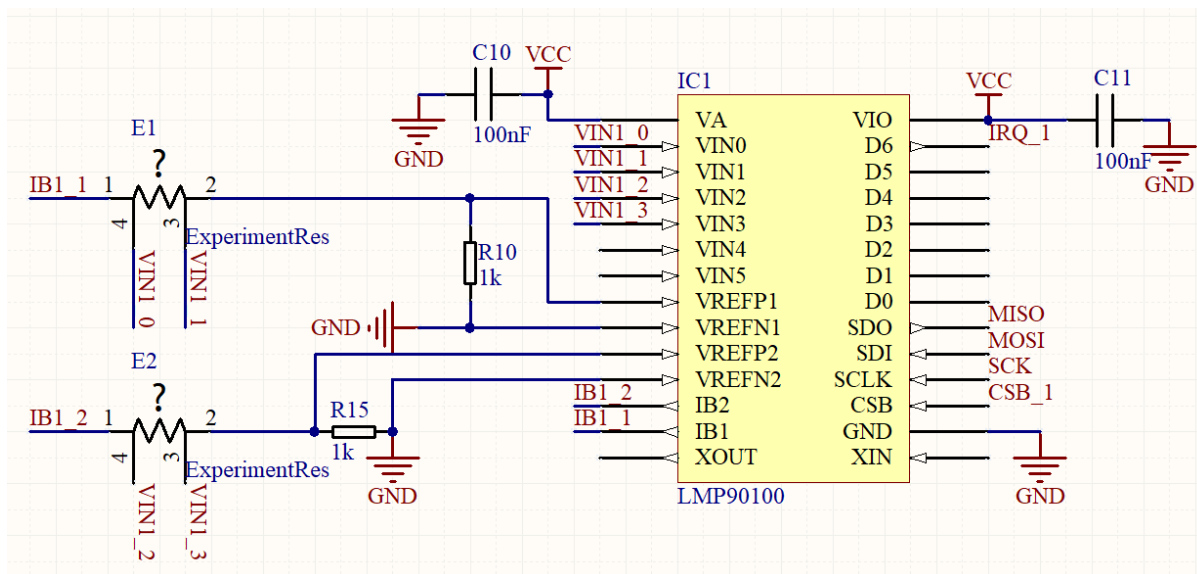 C10
VCC
GND
100nF
E1
?
IB1_1
1
2
4
3
ExperimentRes
VIN1_0
VIN1_1
R10
1k
GND
E2
?
IB1_2
1
2
4
3
ExperimentRes
VIN1_2
VIN1_3
R15
1k
GND
IC1
VIN1_0
VIN1_1
VIN1_2
VIN1_3
IB1_2
IB1_1
VA VIO
VIN0 D6
VIN1 D5
VIN2 D4
VIN3 D3
VIN4 D2
VIN5 D1
VREFP1 D0
VREFN1 SDO
VREFP2 SDI
VREFN2 SCLK
IB2 CSB
IB1 GND
XOUT XIN
LMP90100
VCC
C11
100nF
GND
IRQ_1
MISO
MOSI
SCK
CSB_1
GND